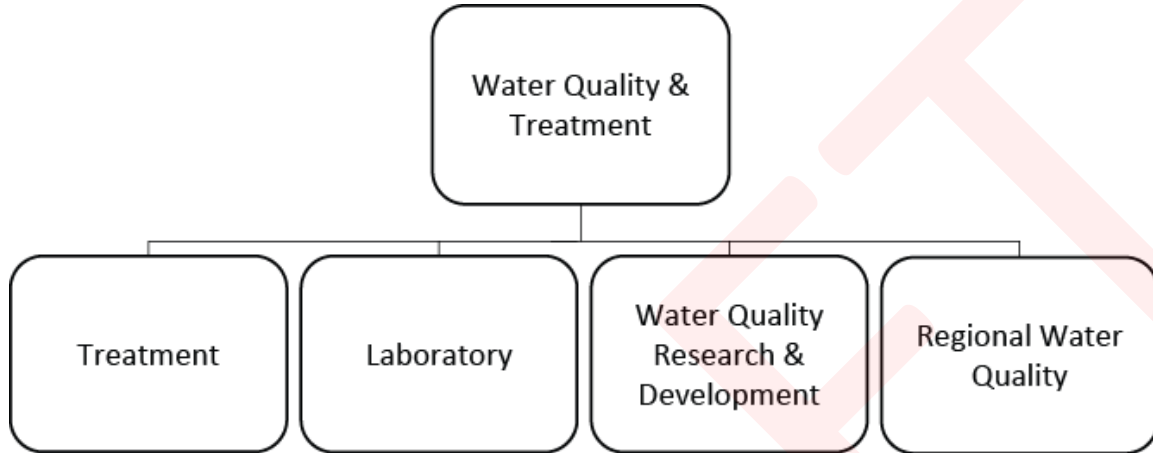 Water Quality &
Treatment
Treatment
Laboratory
Water Quality
Research &
Development
Regional Water
Quality